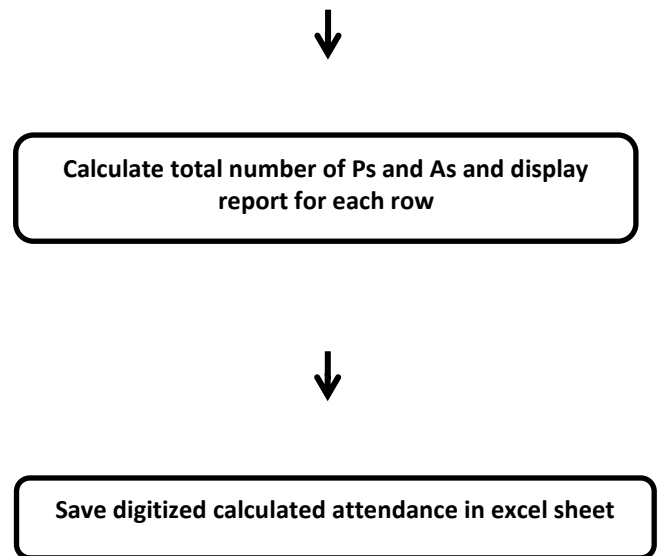 Calculate total number of Ps and As and display
report for each row
Save digitized calculated attendance in excel sheet